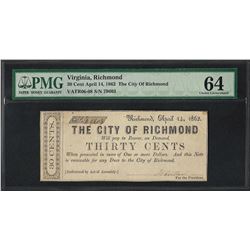 PMG
PAPER MONEY GUARANTY
Virginia, Richmond
30 Cent April 14, 1862 The City Of Richmond
64
Choice Uncirculated
Richmond, April 14, 1862.
THE CITY OF RICHMOND
Will pay to Bearer, on Demand,
THIRTY CENTS
When presented in sums of One or more Dollars. And this Note
is receivable for any Dues to the City of Richmond.
[Authorized by Act of Assembly.]
For the President.
30 CENTS.